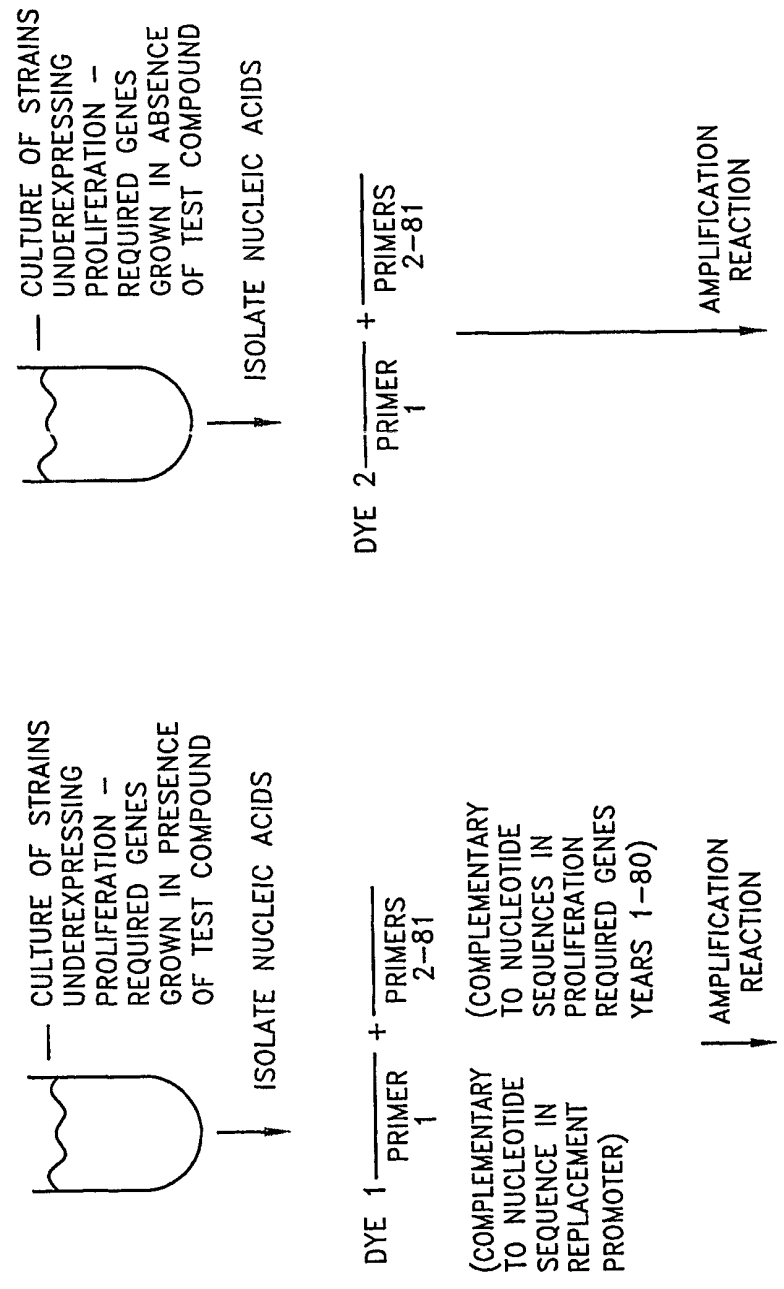 CULTURE OF STRAINS
UNDEREXPRESSING
PROLIFERATION –
REQUIRED GENES
GROWN IN PRESENCE
OF TEST COMPOUND
ISOLATE NUCLEIC ACIDS
DYE 1
PRIMER
1
+
PRIMERS
2–81
(COMPLEMENTARY
TO NUCLEOTIDE
SEQUENCE IN
REPLACEMENT
PROMOTER)
(COMPLEMENTARY
TO NUCLEOTIDE
SEQUENCES IN
PROLIFERATION
REQUIRED GENES
YEARS 1–80)
AMPLIFICATION
REACTION
CULTURE OF STRAINS
UNDEREXPRESSING
PROLIFERATION –
REQUIRED GENES
GROWN IN ABSENCE
OF TEST COMPOUND
ISOLATE NUCLEIC ACIDS
DYE 2
PRIMER
1
+
PRIMERS
2–81
AMPLIFICATION
REACTION